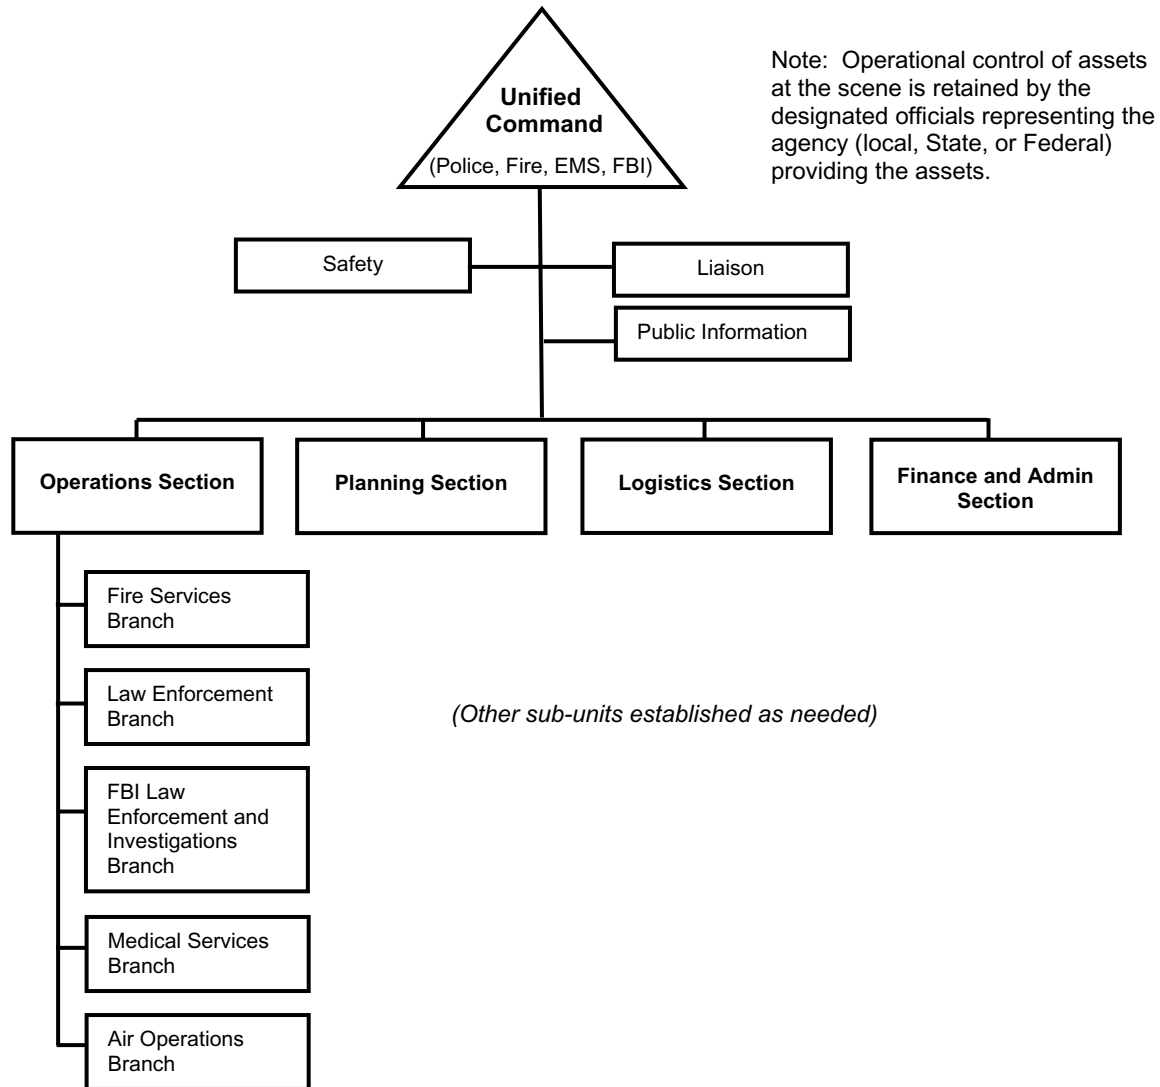 Unified
Command
(Police, Fire, EMS, FBI)
Note:  Operational control of assets
at the scene is retained by the
designated officials representing the
agency (local, State, or Federal)
providing the assets.
Safety
Liaison
Public Information
Operations Section
Planning Section
Logistics Section
Finance and Admin
Section
Fire Services
Branch
Law Enforcement
Branch
(Other sub-units established as needed)
FBI Law
Enforcement and
Investigations
Branch
Medical Services
Branch
Air Operations
Branch